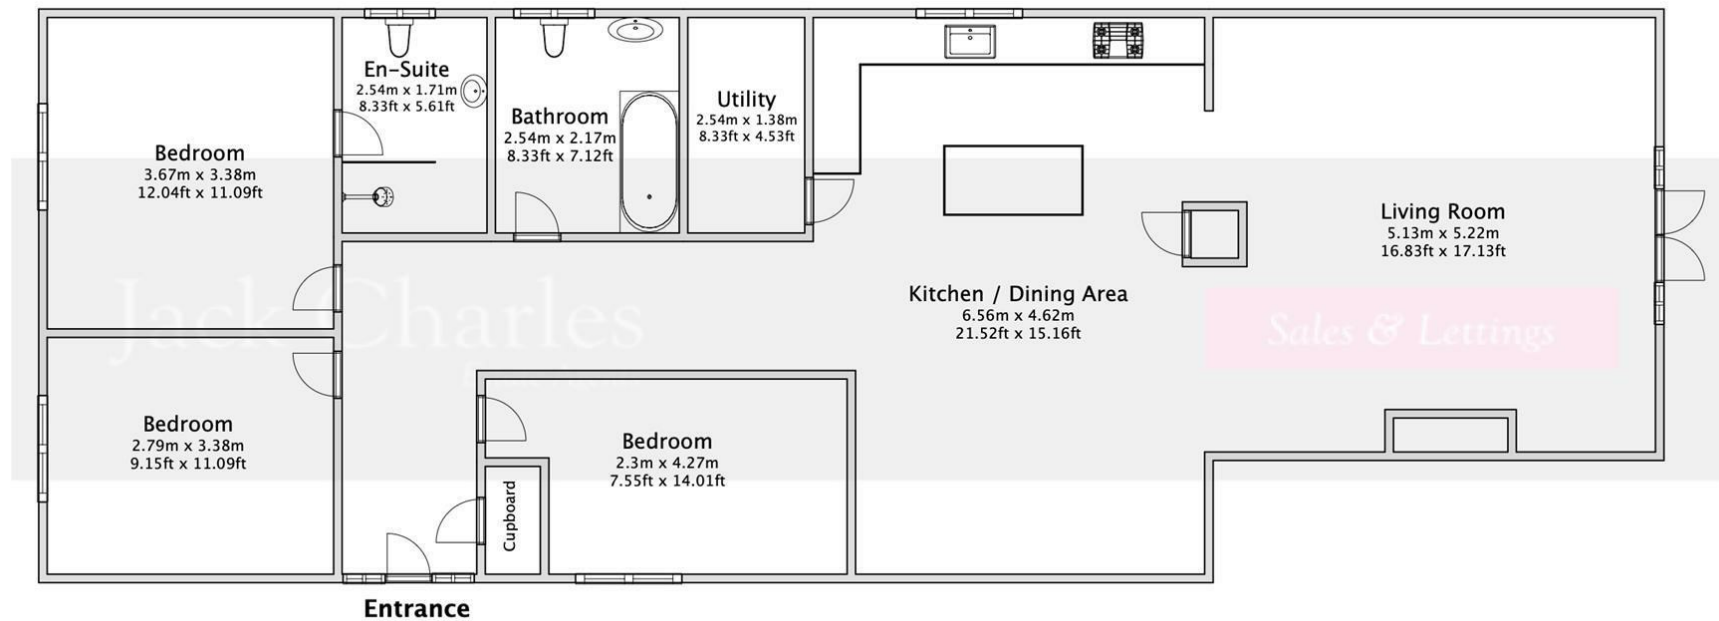 En-Suite
2.54m x 1.71m
8.33ft x 5.61ft
Bathroom
2.54m x 2.17m
8.33ft x 7.12ft
Utility
2.54m x 1.38m
8.33ft x 4.53ft
Bedroom
3.67m x 3.38m
12.04ft x 11.09ft
Living Room
5.13m x 5.22m
16.83ft x 17.13ft
Kitchen / Dining Area
6.56m x 4.62m
21.52ft x 15.16ft
Jack Charles
Sales & Lettings
Bedroom
2.79m x 3.38m
9.15ft x 11.09ft
Bedroom
2.3m x 4.27m
7.55ft x 14.01ft
Cupboard
Entrance